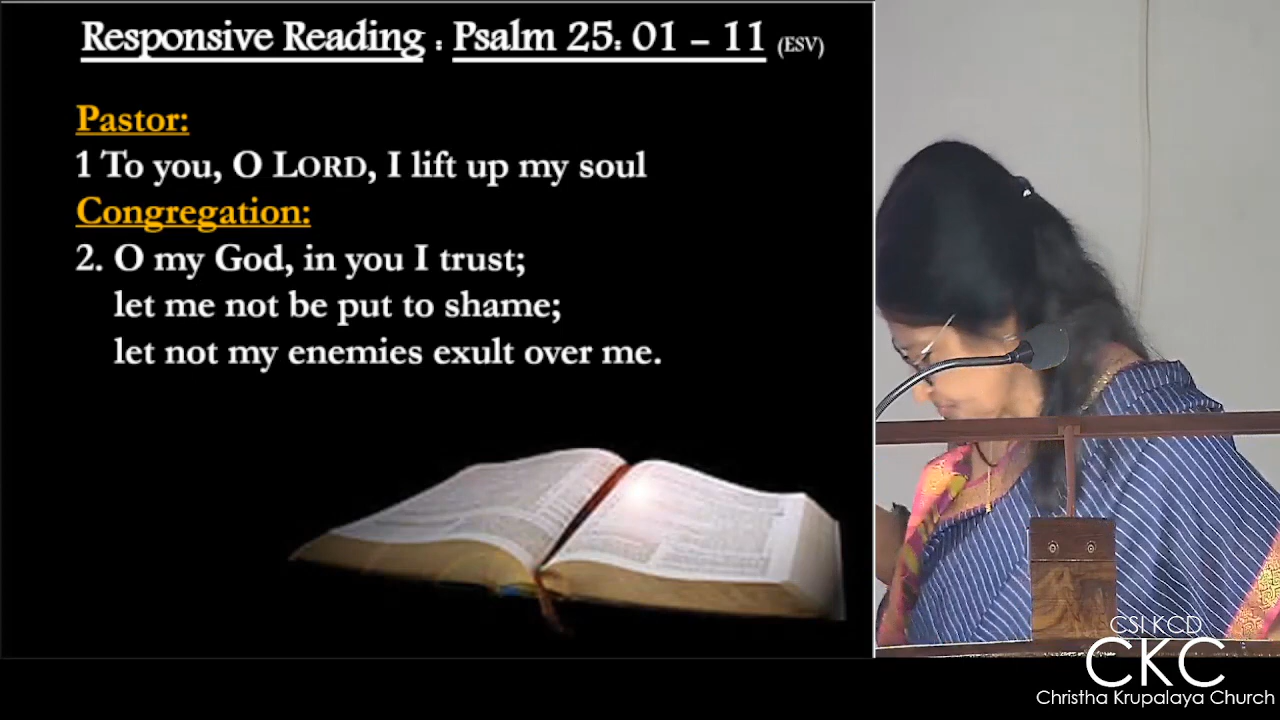 Responsive Reading : Psalm 25: 01 – 11 (ESV)
Pastor:
1 To you, O LORD, I lift up my soul
Congregation:
2. O my God, in you I trust;
let me not be put to shame;
let not my enemies exult over me.
CSI KCD
CKC
Christha Krupalaya Church